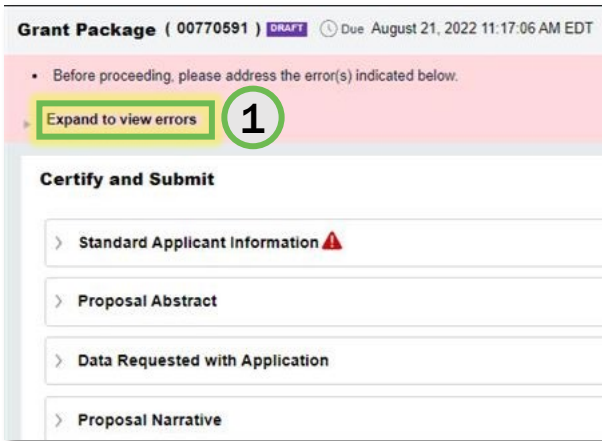 Grant Package ( 00770591 ) DRAFT Due August 21, 2022 11:17:06 AM EDT
• Before proceeding, please address the error(s) indicated below.
Expand to view errors 1
Certify and Submit
Standard Applicant Information
Proposal Abstract
Data Requested with Application
Proposal Narrative